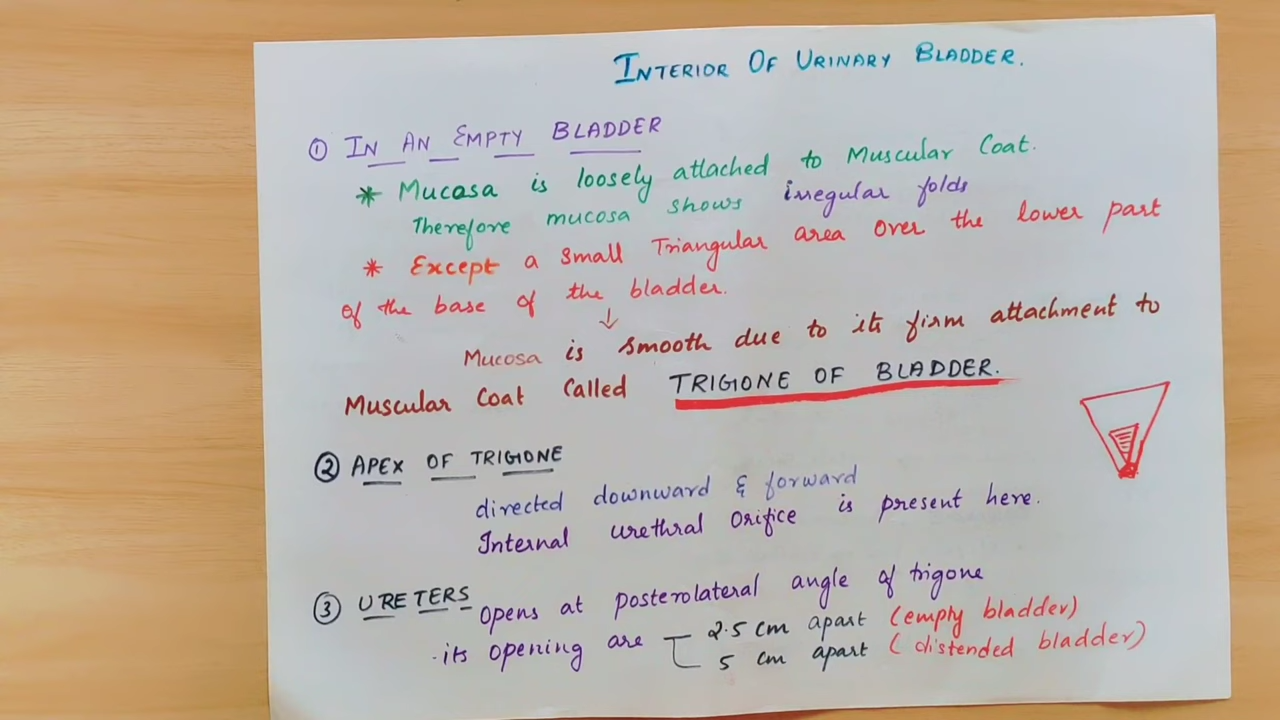 INTERIOR OF URINARY BLADDER.
① IN AN EMPTY BLADDER
* Mucosa is loosely attached to Muscular Coat.
Therefore mucosa shows irregular folds
* Except a small Triangular area over the lower part
of the base of the bladder.
↓
Mucosa is smooth due to its firm attachment to
Muscular Coat Called TRIGIONE OF BLADDER.
② APEX OF TRIGIONE
directed downward & forward
Internal urethral Orifice is present here.
③ URETERS
Opens at posterolateral angle of trigone
its opening are 2.5 cm apart (empty bladder)
5 cm apart (distended bladder)